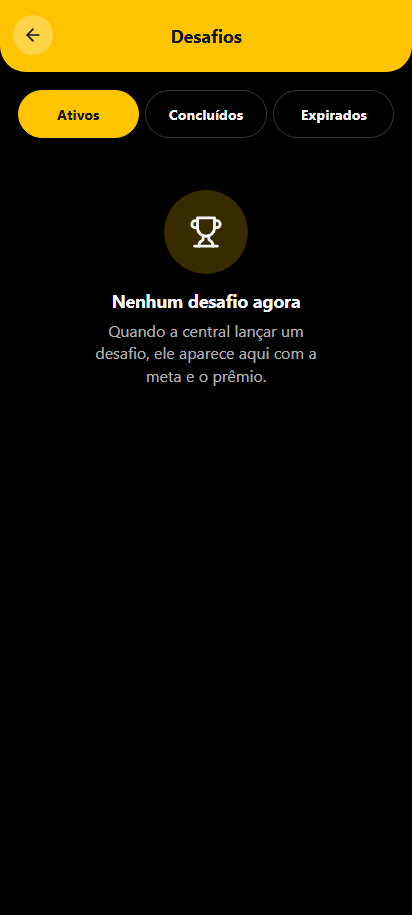 Desafios
Ativos
Concluídos
Expirados
Nenhum desafio agora
Quando a central lançar um
desafio, ele aparece aqui com a
meta e o prêmio.